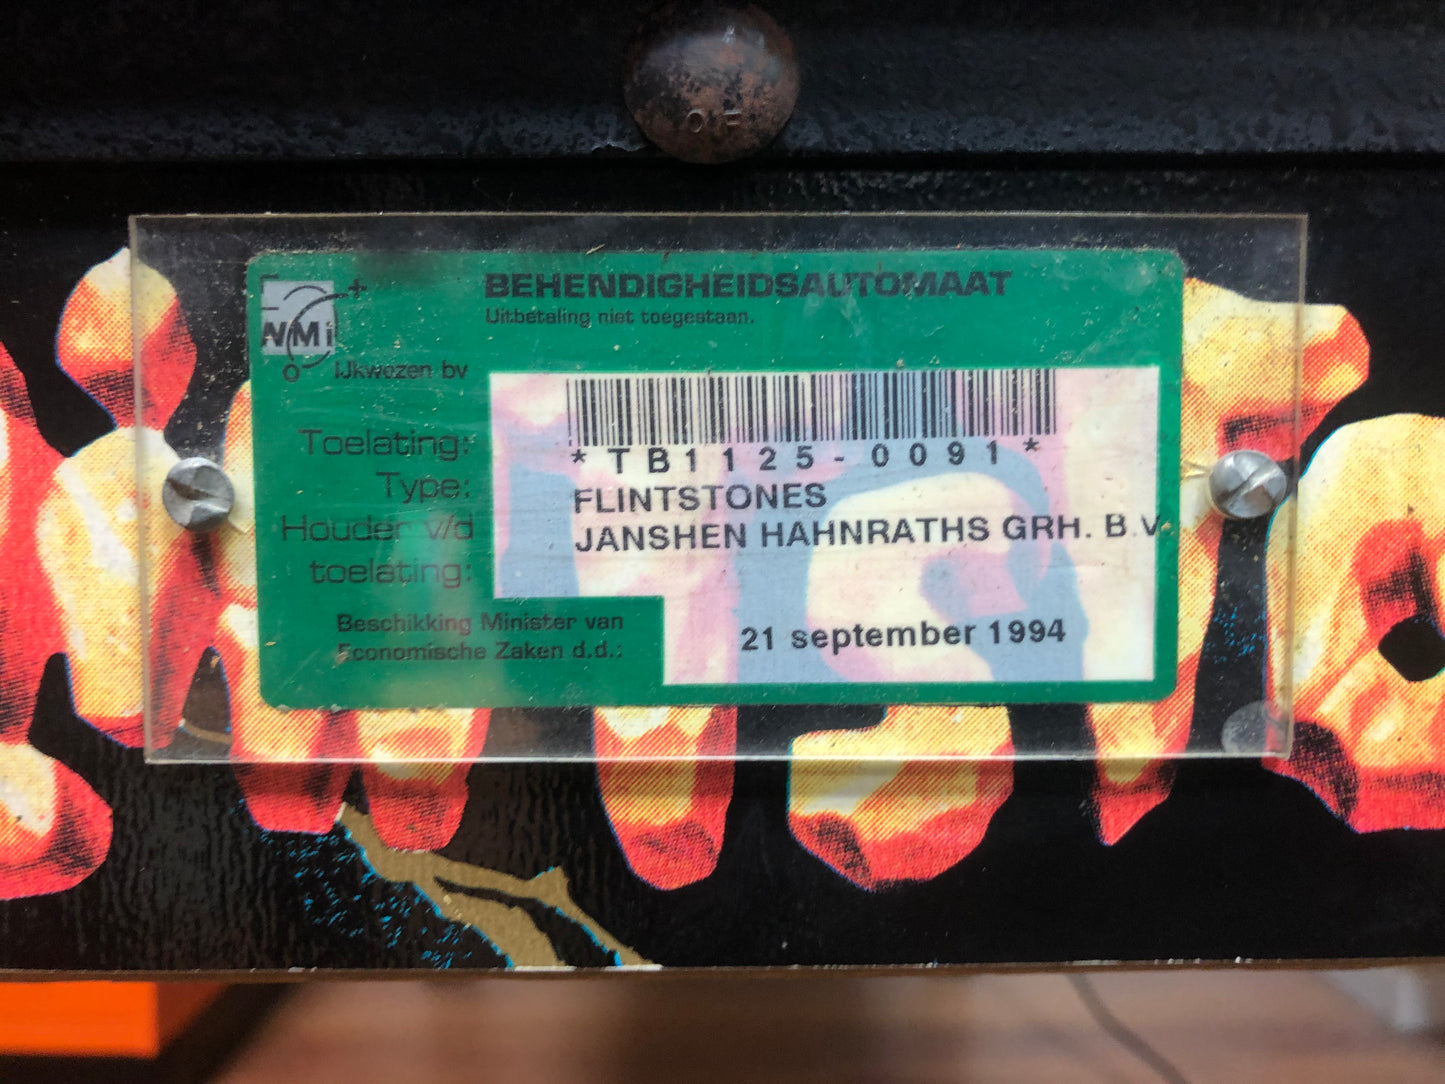 BEHENDIGHEIDSAUTOMAAT
Uitbetaling niet toegestaan.
NMi
IJkwezen bv
Toelating: *TB1125-0091*
Type: FLINTSTONES
Houder v/d toelating: JANSHEN HAHNRATHS GRH. B.V.
Beschikking Minister van
Economische Zaken d.d.: 21 september 1994